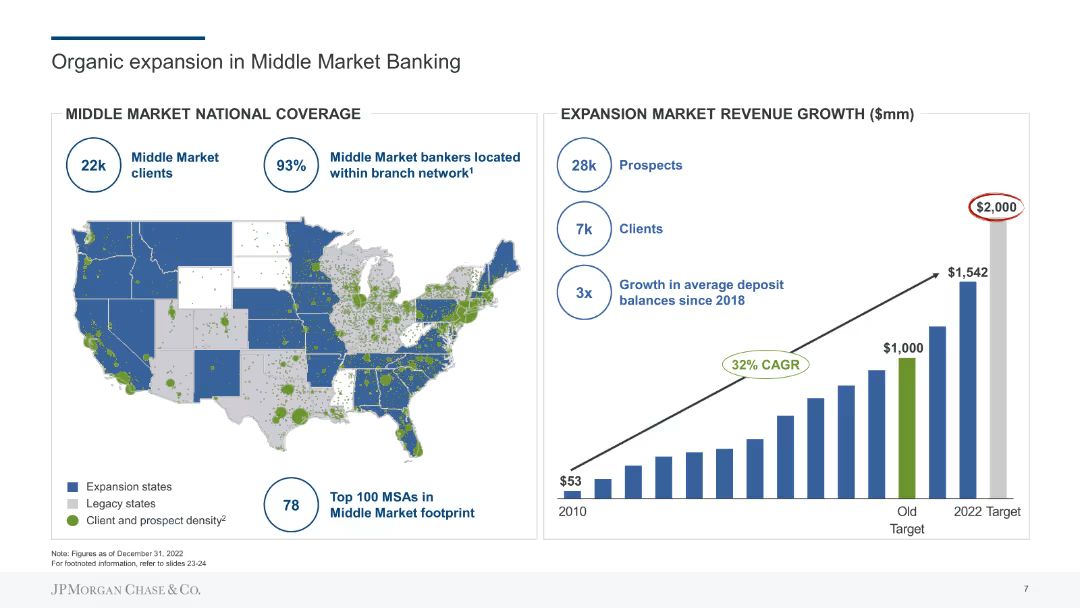 Organic expansion in Middle Market Banking
MIDDLE MARKET NATIONAL COVERAGE
22k
Middle Market
clients
93%
Middle Market bankers located
within branch network1
Expansion states
Legacy states
Client and prospect density2
78
Top 100 MSAs in
Middle Market footprint
EXPANSION MARKET REVENUE GROWTH ($mm)
28k
Prospects
7k
Clients
3x
Growth in average deposit
balances since 2018
$2,000
$1,542
$1,000
32% CAGR
$53
2010
Old
Target
2022 Target
Note: Figures as of December 31, 2022
For footnoted information, refer to slides 23-24
JPMORGAN CHASE & CO.
7